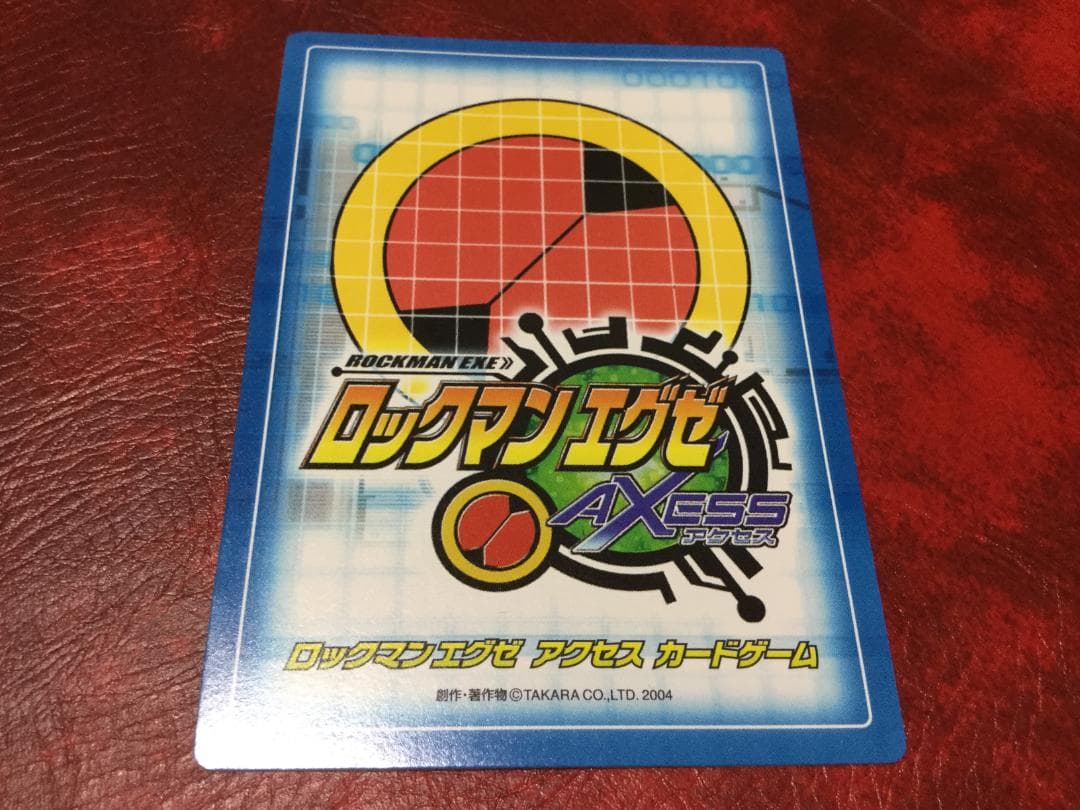 ROCKMAN EXE»
ロックマンエグゼ
AXESS
アクセス
ロックマンエグゼ アクセス カードゲーム
創作・著作物©TAKARA CO.,LTD. 2004